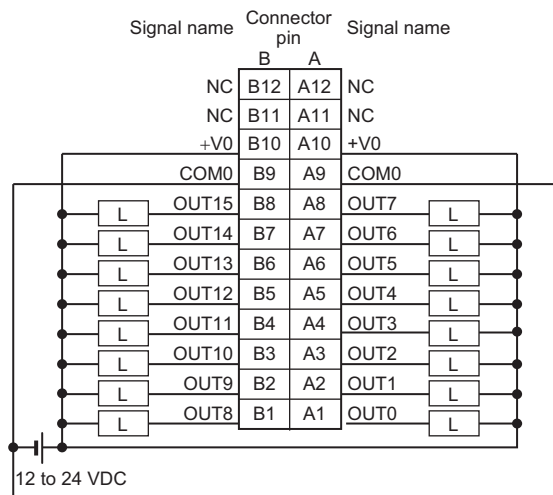 Signal name Connector pin Signal name
B A
NC B12 A12 NC
NC B11 A11 NC
+V0 B10 A10 +V0
COM0 B9 A9 COM0
L OUT15 B8 A8 OUT7 L
L OUT14 B7 A7 OUT6 L
L OUT13 B6 A6 OUT5 L
L OUT12 B5 A5 OUT4 L
L OUT11 B4 A4 OUT3 L
L OUT10 B3 A3 OUT2 L
L OUT9 B2 A2 OUT1 L
L OUT8 B1 A1 OUT0 L
12 to 24 VDC